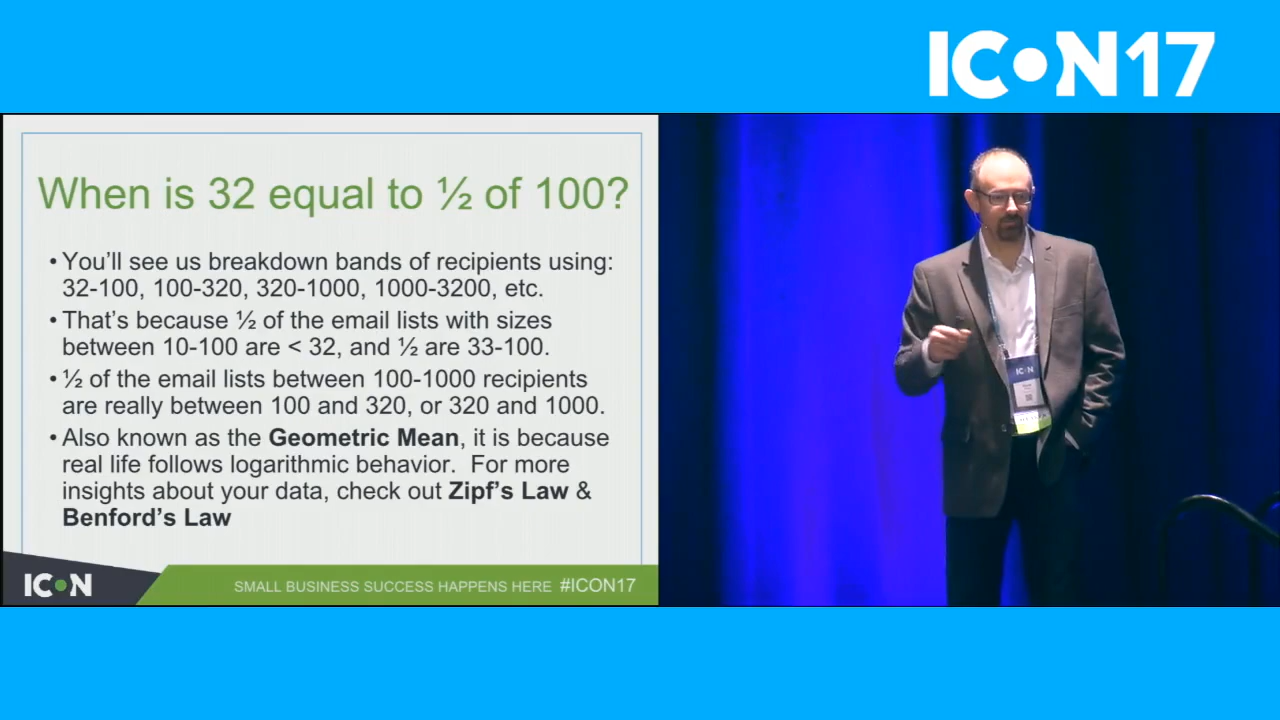 ICON17
When is 32 equal to ½ of 100?
• You'll see us breakdown bands of recipients using:
32-100, 100-320, 320-1000, 1000-3200, etc.
• That's because ½ of the email lists with sizes
between 10-100 are < 32, and ½ are 33-100.
• ½ of the email lists between 100-1000 recipients
are really between 100 and 320, or 320 and 1000.
• Also known as the Geometric Mean, it is because
real life follows logarithmic behavior.  For more
insights about your data, check out Zipf's Law &
Benford's Law
ICON
SMALL BUSINESS SUCCESS HAPPENS HERE #ICON17
ICON